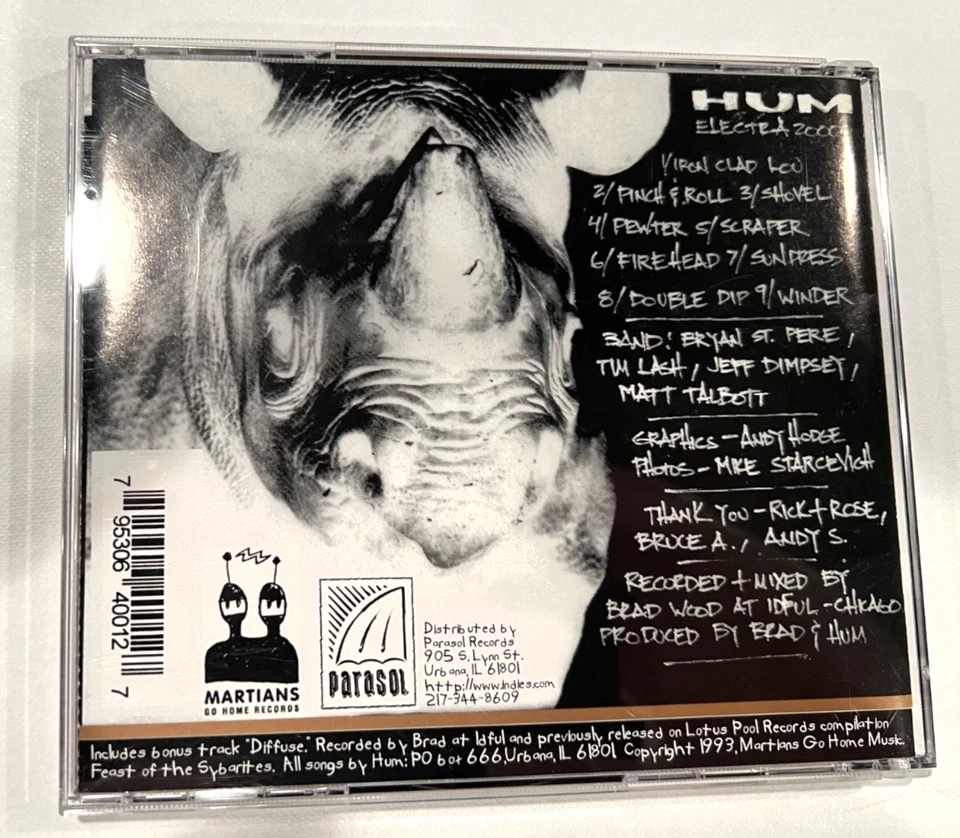 HUM
ELECTRA 2000
1/IRON CLAD LOU
2/PINCH & ROLL 3/SHOVEL
4/PEWTER 5/SCRAPER
6/FIREHEAD 7/SUNDRESS
8/DOUBLE DIP 9/WINDER
BAND: BRYAN ST. PERE,
TIM LASH, JEFF DIMPSEY,
MATT TALBOTT
GRAPHICS - ANDY HODGE
PHOTOS - MIKE STARCEVICH
THANK YOU - RICK + ROSE,
BRUCE A., ANDY S.
RECORDED + MIXED BY
BRAD WOOD AT IDFUL - CHICAGO
PRODUCED BY BRAD & HUM
7 95306 40012 7
MARTIANS
GO HOME RECORDS
parasol
Distributed by
Parasol Records
905 S. Lynn St.
Urbana, IL 61801
http://www.indies.com
217-344-8609
Includes bonus track "Diffuse." Recorded by Brad at Idful and previously released on Lotus Pool Records compilation
Feast of the Sybarites. All songs by Hum: PO box 666, Urbana, IL 61801 Copyright 1993, Martians Go Home Music.